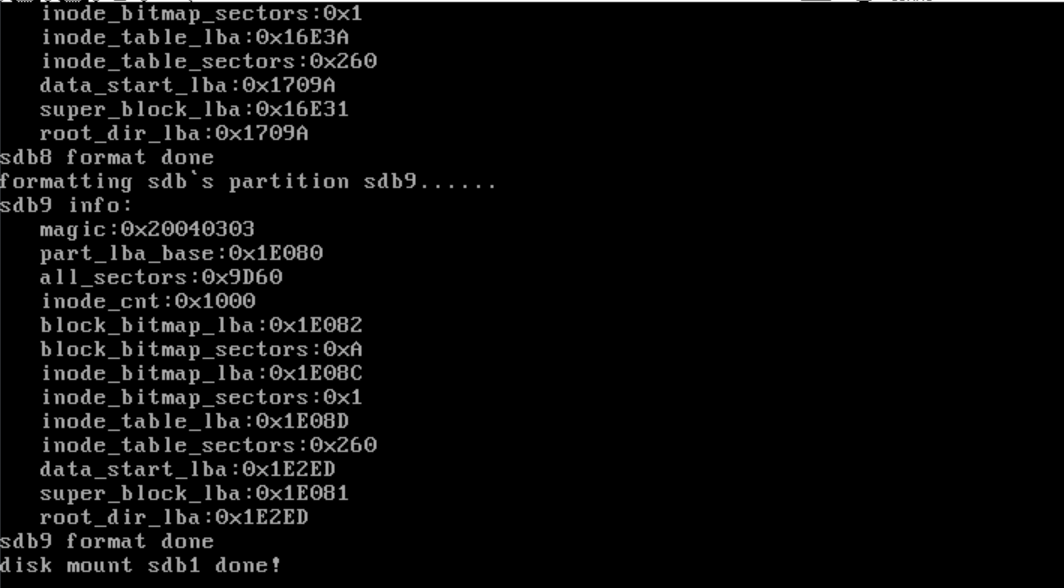 inode_bitmap_sectors:0x1
inode_table_lba:0x16E3A
inode_table_sectors:0x260
data_start_lba:0x1709A
super_block_lba:0x16E31
root_dir_lba:0x1709A
sdb8 format done
formatting sdb`s partition sdb9......
sdb9 info:
magic:0x20040303
part_lba_base:0x1E080
all_sectors:0x9D60
inode_cnt:0x1000
block_bitmap_lba:0x1E082
block_bitmap_sectors:0xA
inode_bitmap_lba:0x1E08C
inode_bitmap_sectors:0x1
inode_table_lba:0x1E08D
inode_table_sectors:0x260
data_start_lba:0x1E2ED
super_block_lba:0x1E081
root_dir_lba:0x1E2ED
sdb9 format done
disk mount sdb1 done!